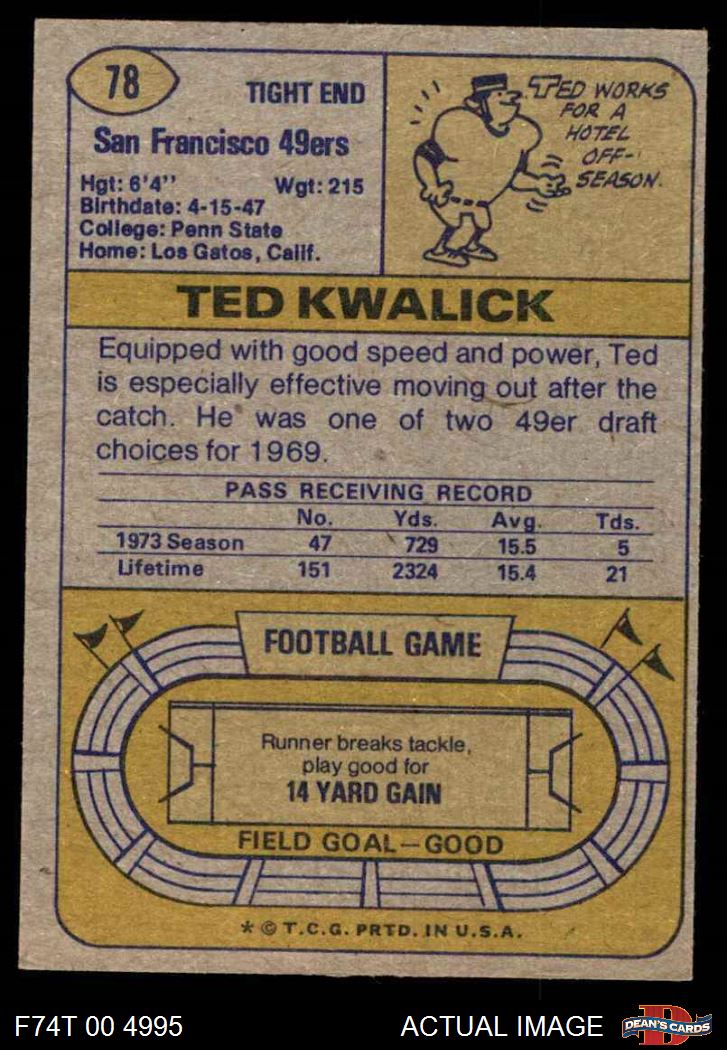 78
TIGHT END
San Francisco 49ers
Hgt: 6'4" Wgt: 215
Birthdate: 4-15-47
College: Penn State
Home: Los Gatos, Calif.
TED WORKS
FOR A
HOTEL
OFF-
SEASON.
TED KWALICK
Equipped with good speed and power, Ted
is especially effective moving out after the
catch. He was one of two 49er draft
choices for 1969.
PASS RECEIVING RECORD
No. Yds. Avg. Tds.
1973 Season 47 729 15.5 5
Lifetime 151 2324 15.4 21
FOOTBALL GAME
Runner breaks tackle,
play good for
14 YARD GAIN
FIELD GOAL—GOOD
* © T.C.G. PRTD. IN U.S.A.
F74T 00 4995 ACTUAL IMAGE
D
DEAN'S CARDS